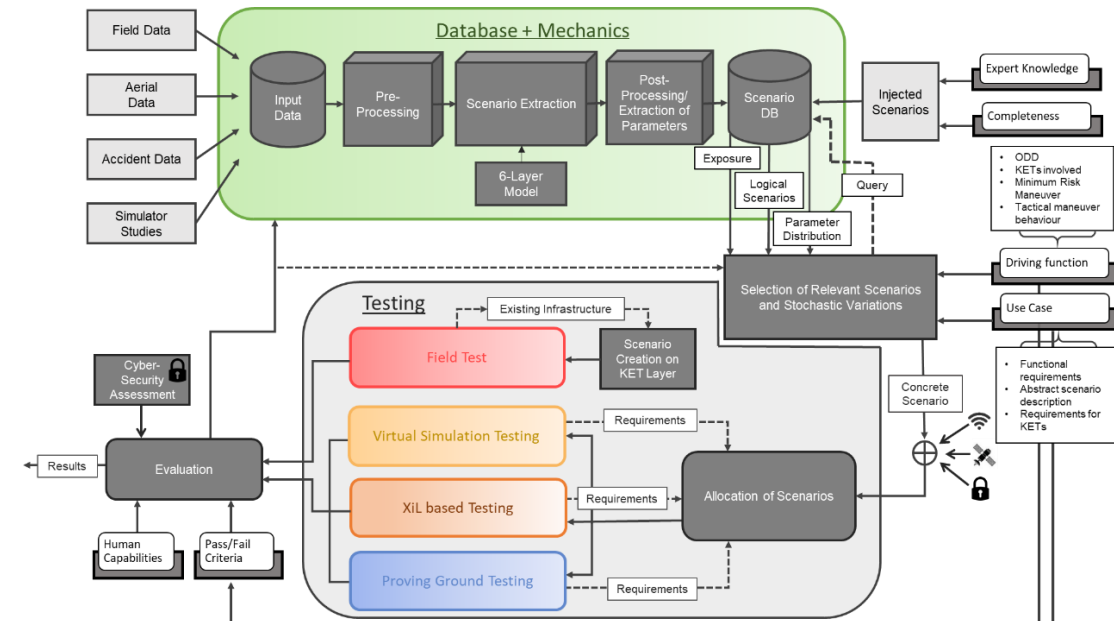 Field Data
Aerial
Data
Accident Data
Simulator
Studies
Database + Mechanics
Input
Data
Pre-
Processing
Scenario Extraction
6-Layer
Model
Post-
Processing/
Extraction of
Parameters
Scenario
DB
Injected
Scenarios
Expert Knowledge
Completeness
Exposure
Logical
Scenarios
Parameter
Distribution
Query
• ODD
• KETs involved
• Minimum Risk
Maneuver
• Tactical maneuver
behaviour
Driving function
Use Case
• Functional
requirements
• Abstract scenario
description
• Requirements for
KETs
Selection of Relevant Scenarios
and Stochastic Variations
Concrete
Scenario
Testing
Existing Infrastructure
Field Test
Scenario
Creation on
KET Layer
Virtual Simulation Testing
Requirements
XiL based Testing
Requirements
Proving Ground Testing
Requirements
Allocation of Scenarios
Cyber-
Security
Assessment
Evaluation
Results
Human
Capabilities
Pass/Fail
Criteria